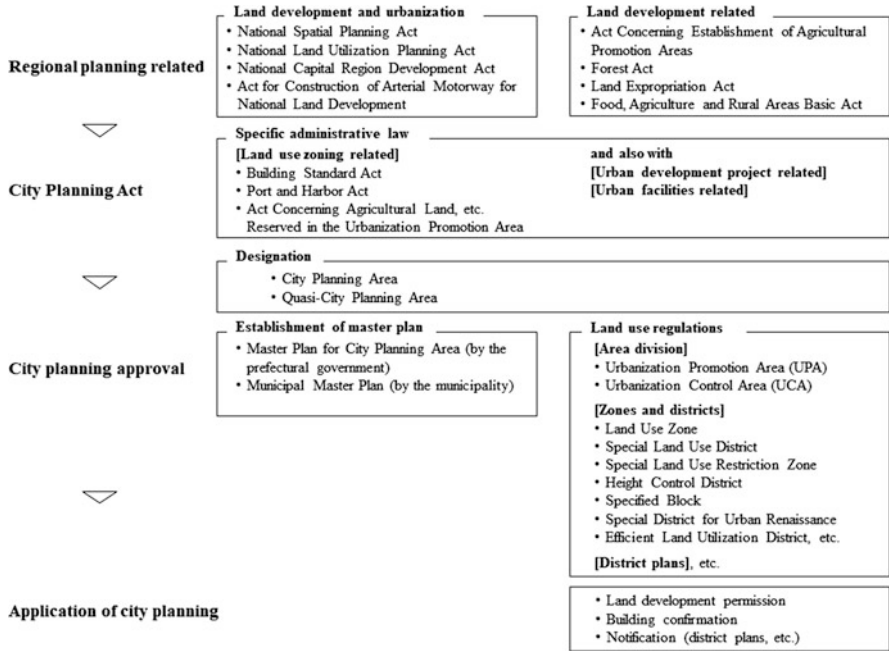 Regional planning related
Land development and urbanization
• National Spatial Planning Act
• National Land Utilization Planning Act
• National Capital Region Development Act
• Act for Construction of Arterial Motorway for
National Land Development
Land development related
• Act Concerning Establishment of Agricultural
Promotion Areas
• Forest Act
• Land Expropriation Act
• Food, Agriculture and Rural Areas Basic Act
City Planning Act
Specific administrative law
[Land use zoning related]
• Building Standard Act
• Port and Harbor Act
• Act Concerning Agricultural Land, etc.
Reserved in the Urbanization Promotion Area
and also with
[Urban development project related]
[Urban facilities related]
Designation
• City Planning Area
• Quasi-City Planning Area
City planning approval
Establishment of master plan
• Master Plan for City Planning Area (by the
prefectural government)
• Municipal Master Plan (by the municipality)
Land use regulations
[Area division]
• Urbanization Promotion Area (UPA)
• Urbanization Control Area (UCA)
[Zones and districts]
• Land Use Zone
• Special Land Use District
• Special Land Use Restriction Zone
• Height Control District
• Specified Block
• Special District for Urban Renaissance
• Efficient Land Utilization District, etc.
[District plans], etc.
Application of city planning
• Land development permission
• Building confirmation
• Notification (district plans, etc.)